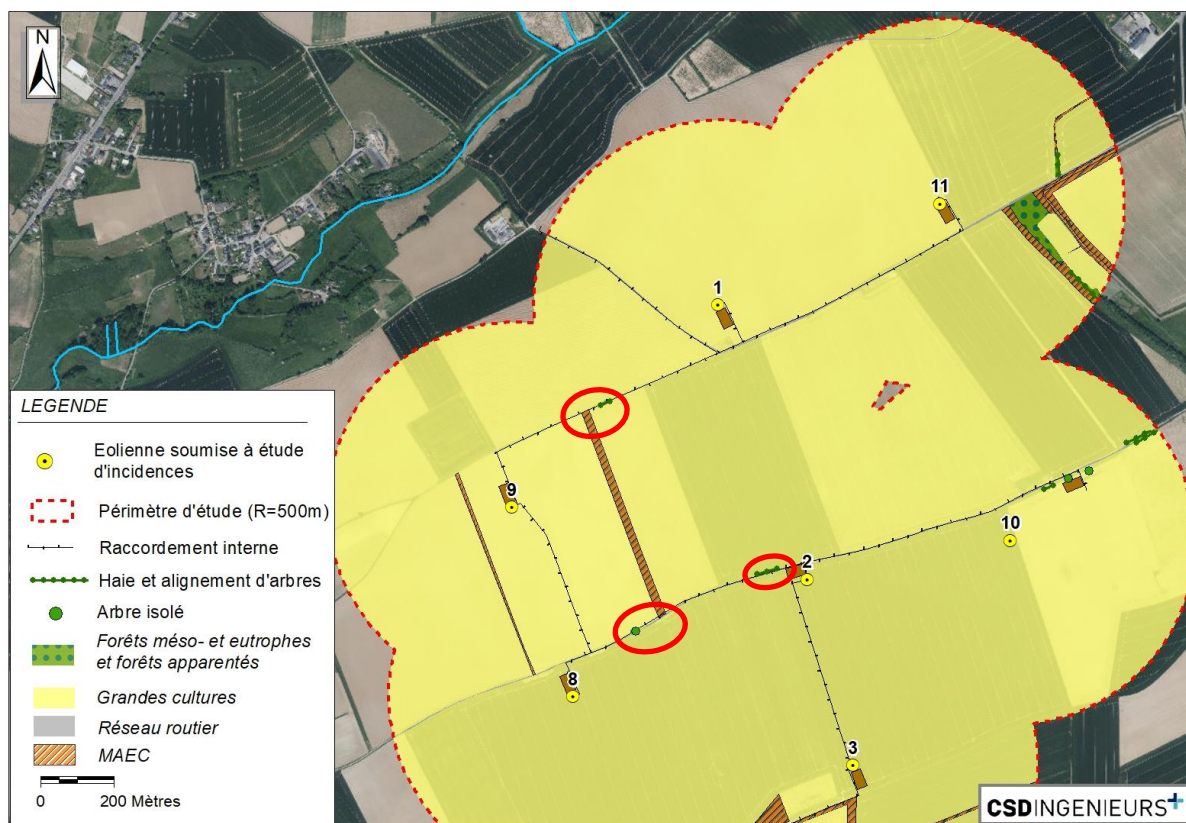 N
11
1
9
2
10
8
3
LEGENDE
Eolienne soumise à étude
d'incidences
Périmètre d'étude (R=500m)
Raccordement interne
Haie et alignement d'arbres
Arbre isolé
Forêts méso- et eutrophes
et forêts apparentés
Grandes cultures
Réseau routier
MAEC
0 200 Mètres
CSDINGENIEURS+